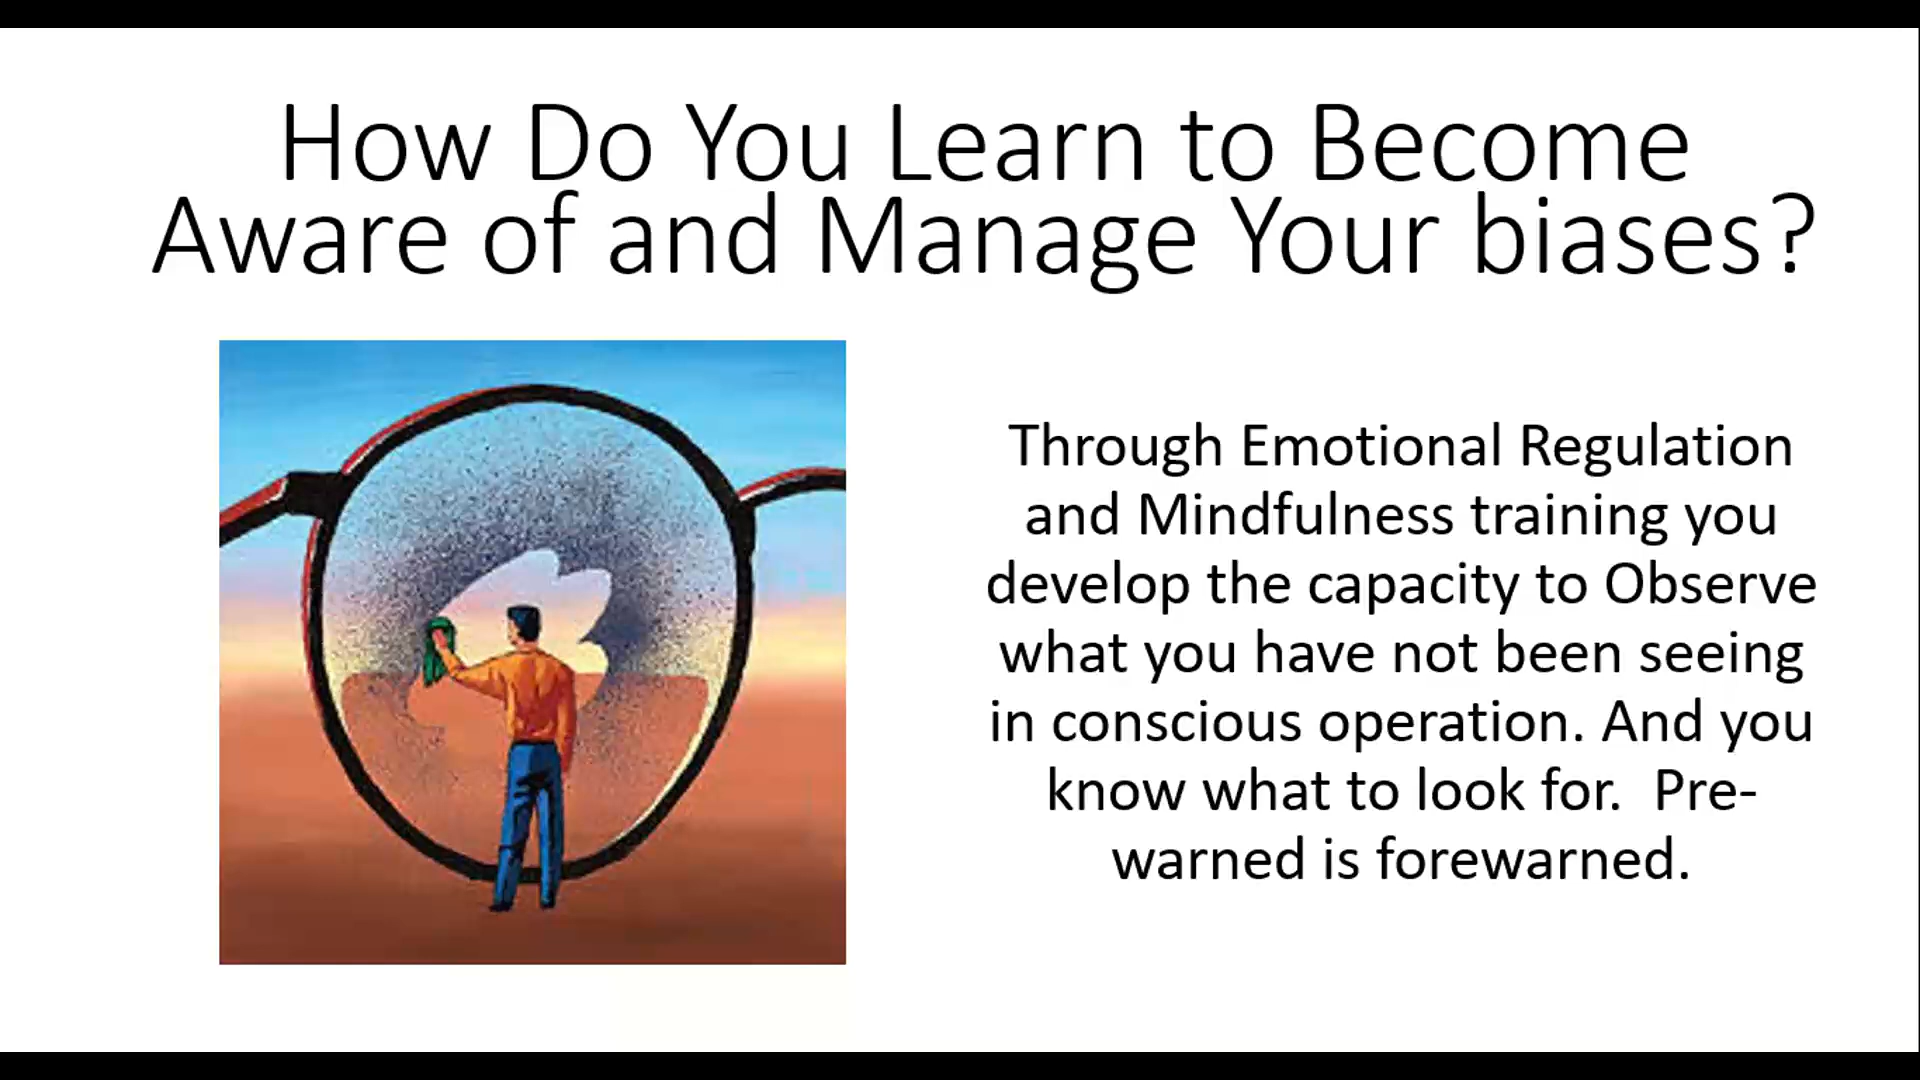 How Do You Learn to Become
Aware of and Manage Your biases?
Through Emotional Regulation
and Mindfulness training you
develop the capacity to Observe
what you have not been seeing
in conscious operation. And you
know what to look for.  Pre-
warned is forewarned.